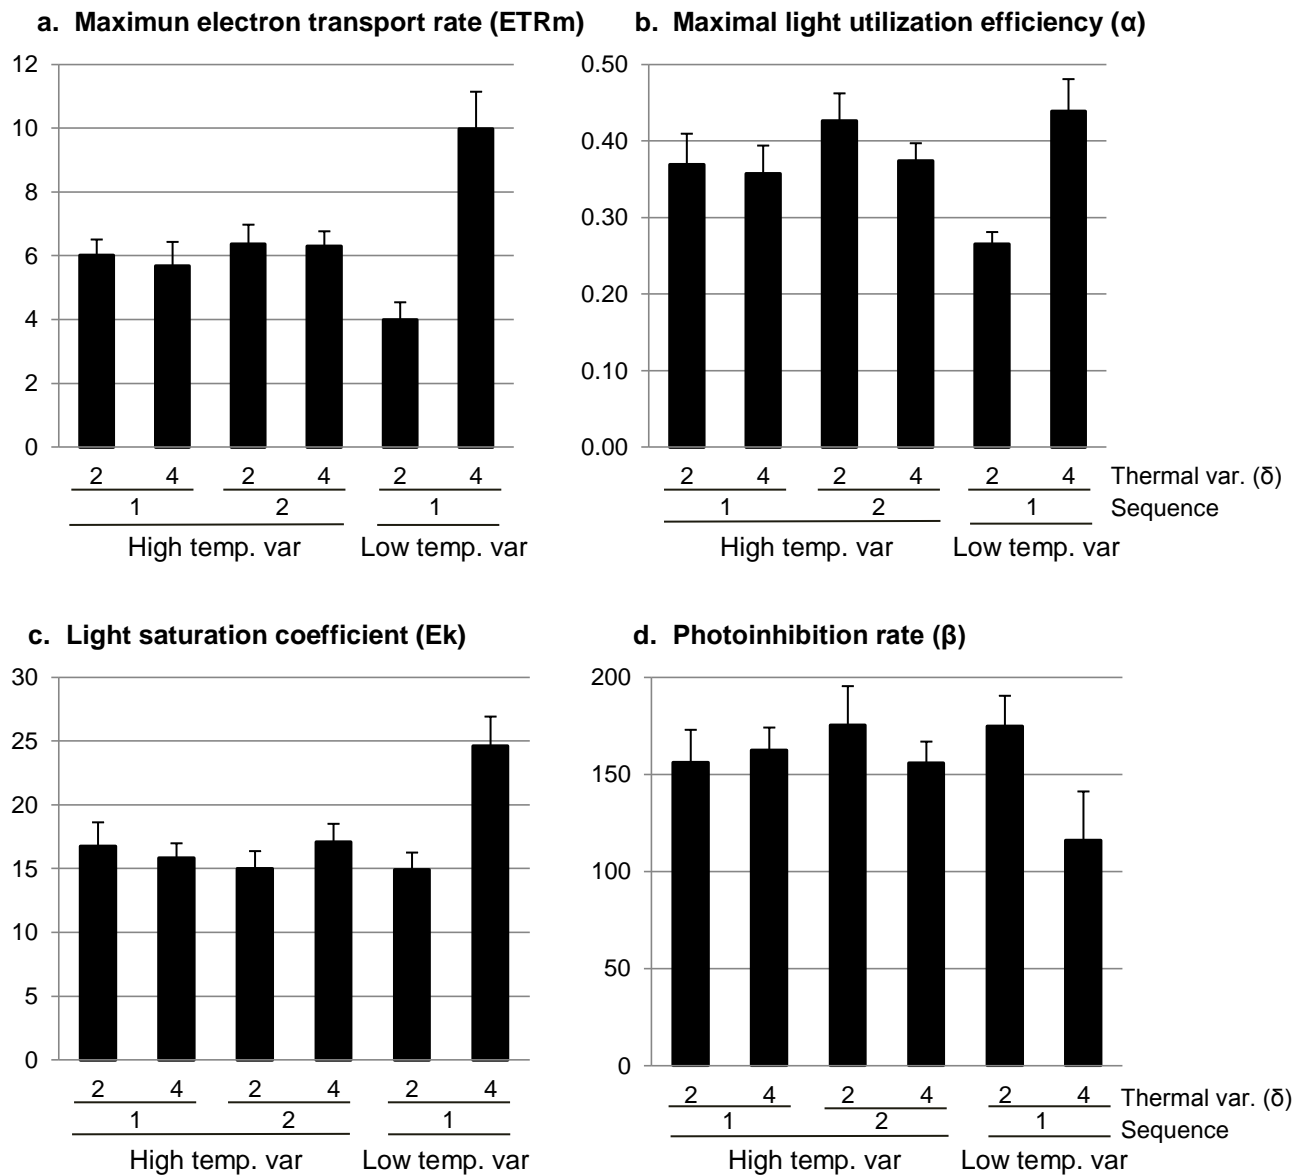 a. Maximun electron transport rate (ETRm)
12
10
8
6
4
2
0
2 4 2 4 2 4
1 2 1
High temp. var Low temp. var
b. Maximal light utilization efficiency (α)
0.50
0.40
0.30
0.20
0.10
0.00
2 4 2 4 2 4 Thermal var. (δ)
1 2 1 Sequence
High temp. var Low temp. var
c. Light saturation coefficient (Ek)
30
25
20
15
10
5
0
2 4 2 4 2 4
1 2 1
High temp. var Low temp. var
d. Photoinhibition rate (β)
200
150
100
50
0
2 4 2 4 2 4 Thermal var. (δ)
1 2 1 Sequence
High temp. var Low temp. var